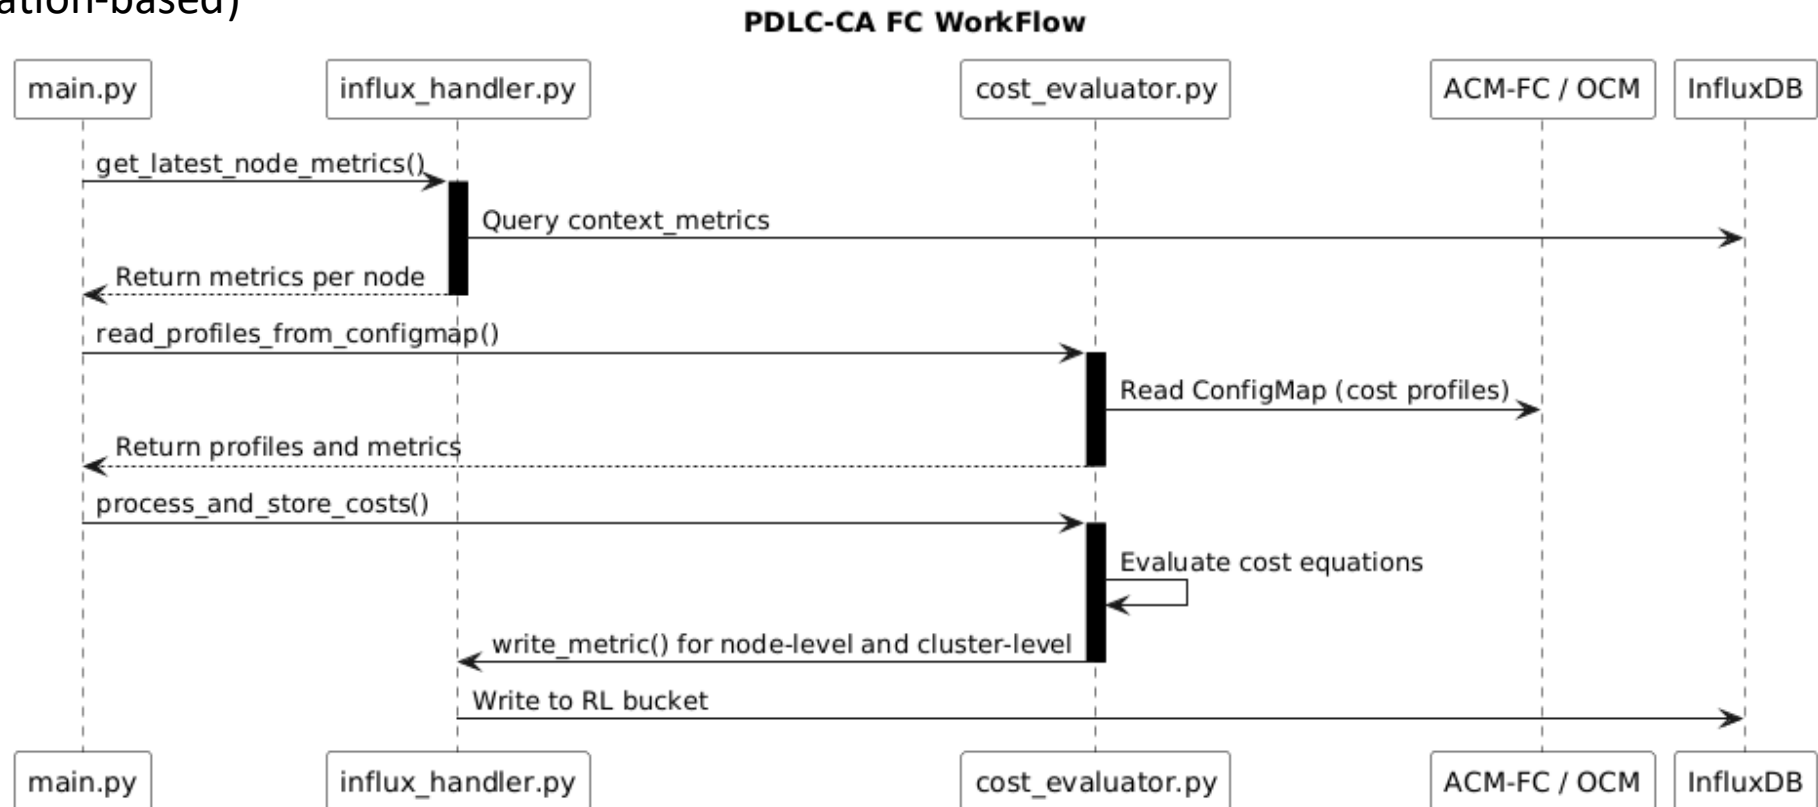 ation-based)
PDLC-CA FC WorkFlow
main.py influx_handler.py cost_evaluator.py ACM-FC / OCM InfluxDB
get_latest_node_metrics()
Query context_metrics
Return metrics per node
read_profiles_from_configmap()
Read ConfigMap (cost profiles)
Return profiles and metrics
process_and_store_costs()
Evaluate cost equations
write_metric() for node-level and cluster-level
Write to RL bucket
main.py influx_handler.py cost_evaluator.py ACM-FC / OCM InfluxDB